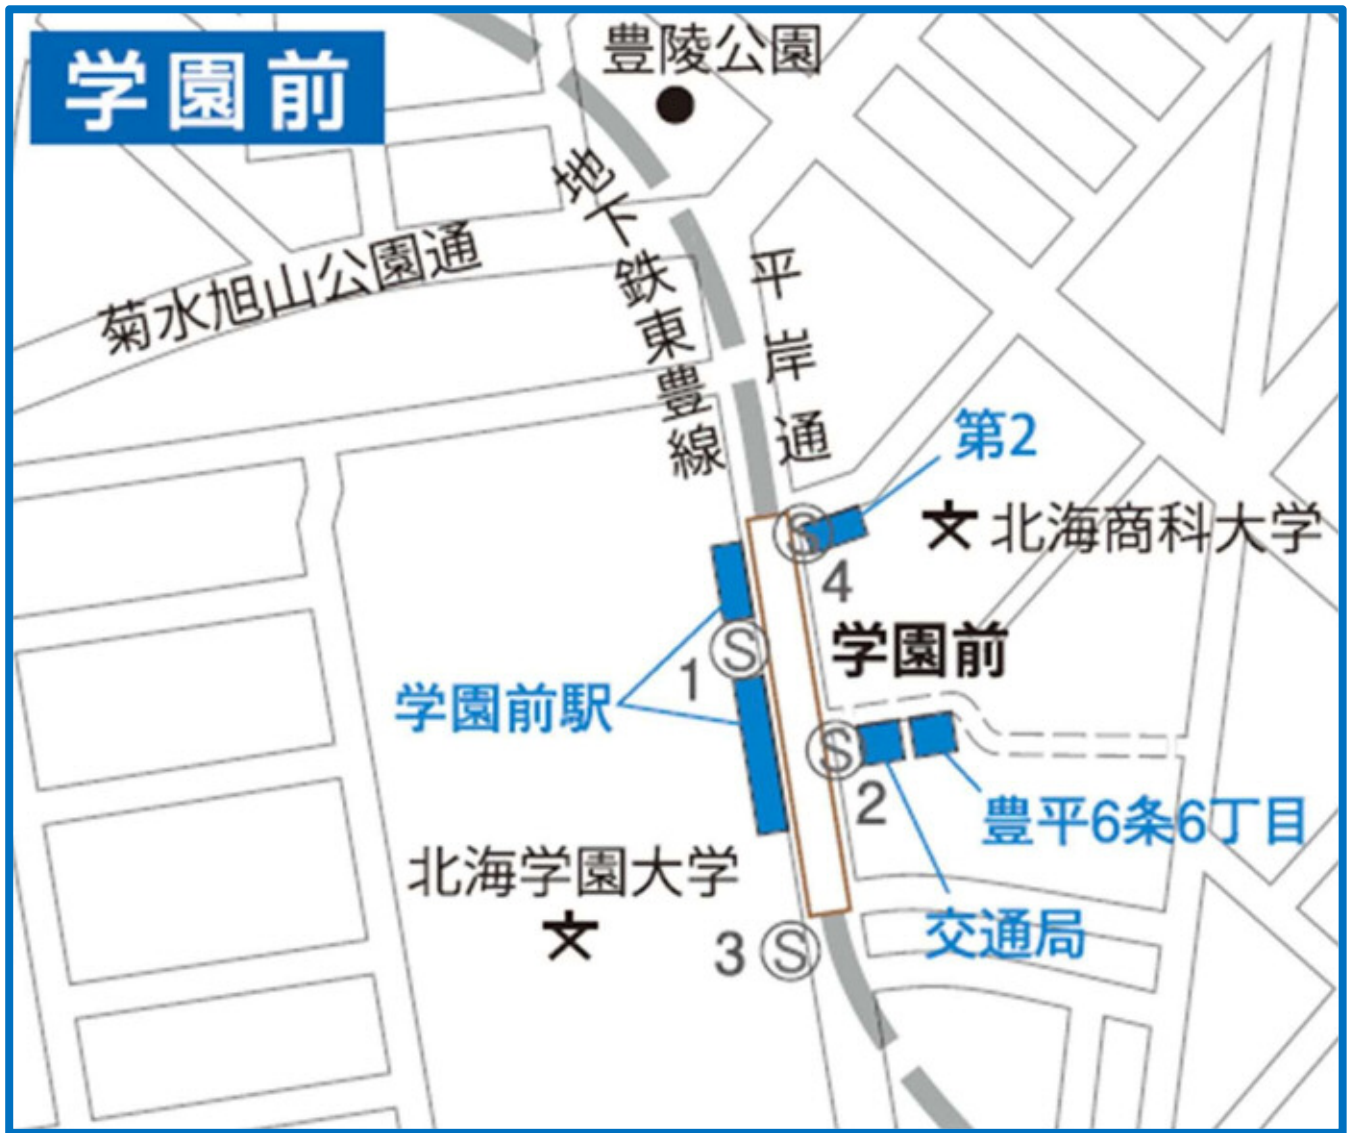 学園前
豊陵公園
地下鉄東豊線
平岸通
菊水旭山公園通
第2
北海商科大学
S
4
学園前
S
1
学園前駅
S
2
豊平6条6丁目
北海学園大学
交通局
3
S